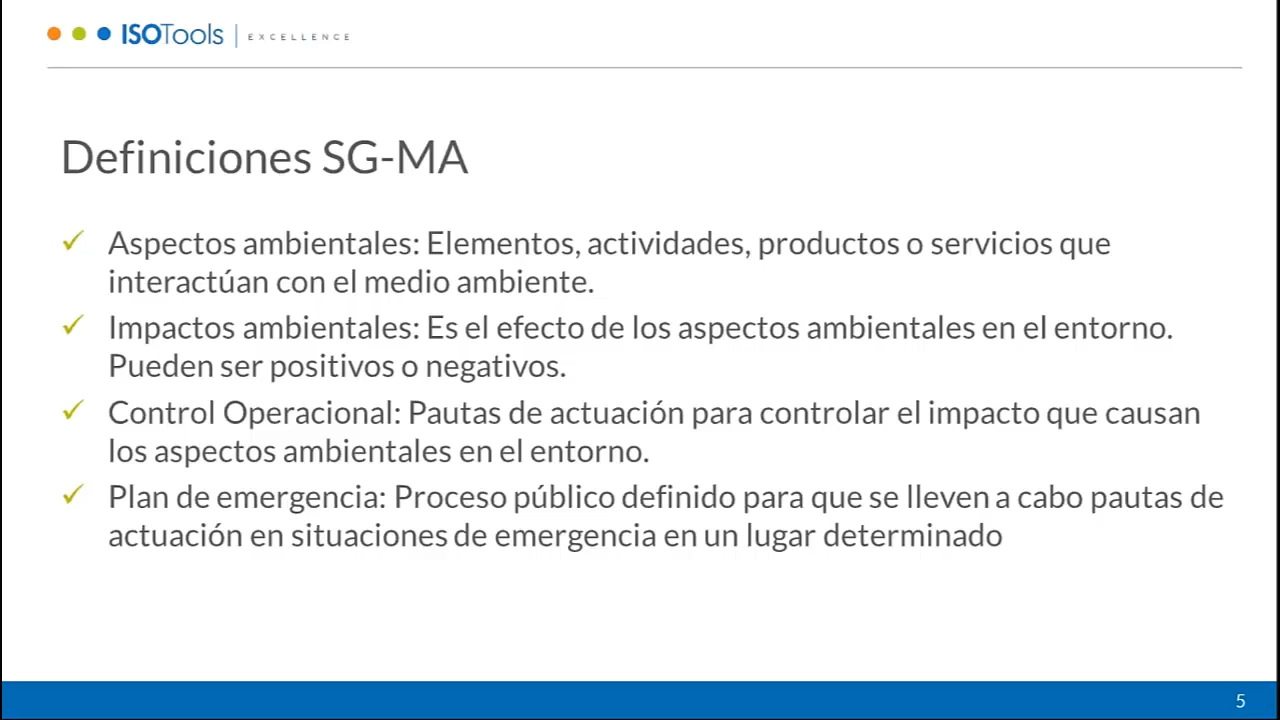 ISOTools | EXCELLENCE
Definiciones SG-MA
✓ Aspectos ambientales: Elementos, actividades, productos o servicios que
interactúan con el medio ambiente.
✓ Impactos ambientales: Es el efecto de los aspectos ambientales en el entorno.
Pueden ser positivos o negativos.
✓ Control Operacional: Pautas de actuación para controlar el impacto que causan
los aspectos ambientales en el entorno.
✓ Plan de emergencia: Proceso público definido para que se lleven a cabo pautas de
actuación en situaciones de emergencia en un lugar determinado
5